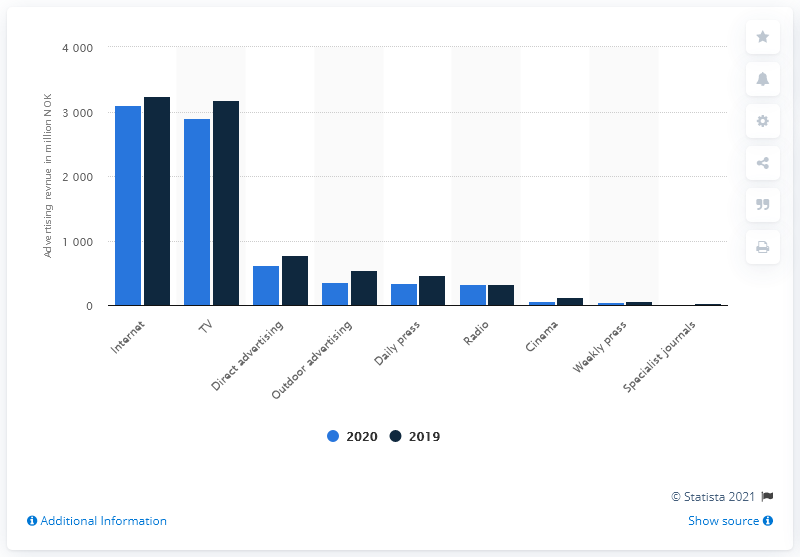 4 000
3 000
2 000
1 000
0
Advertising revnue in million NOK
Internet
TV
Direct advertising
Outdoor advertising
Daily press
Radio
Cinema
Weekly press
Specialist journals
2020
2019
© Statista 2021
Additional Information
Show source